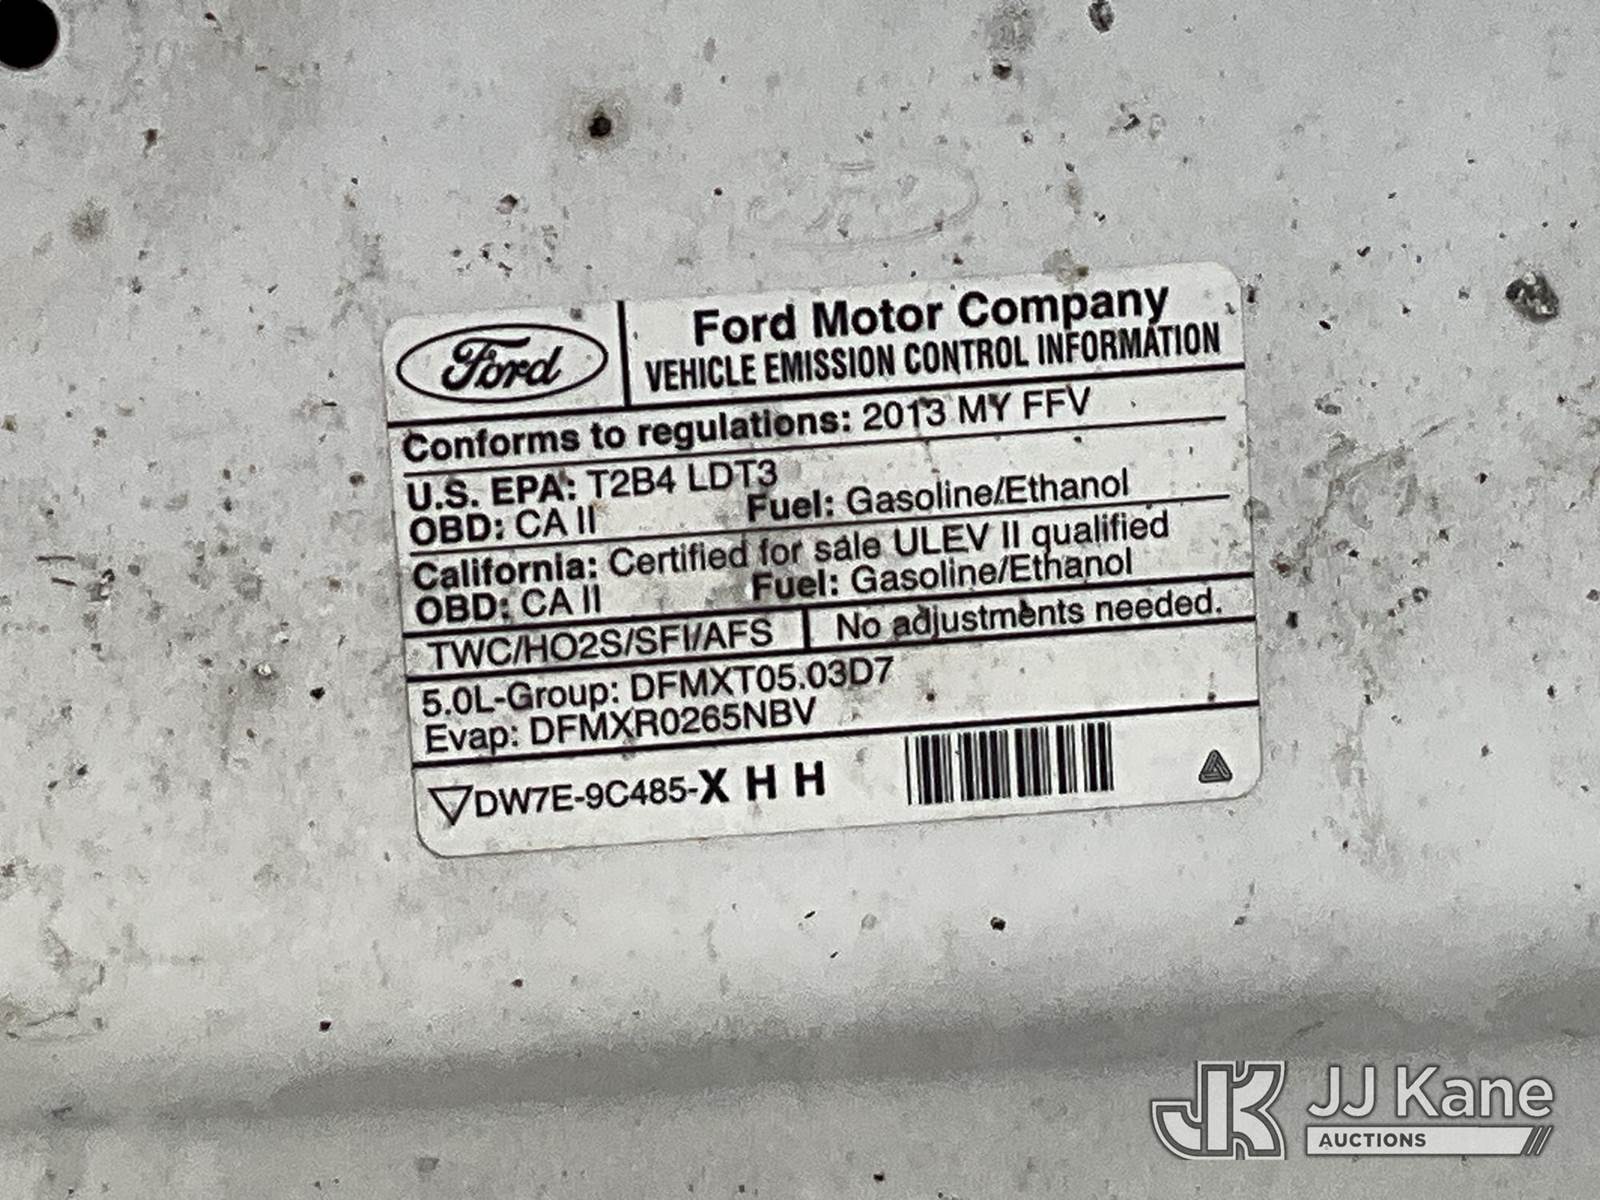 Ford
Ford Motor Company
VEHICLE EMISSION CONTROL INFORMATION
Conforms to regulations: 2013 MY FFV
U.S. EPA: T2B4 LDT3
OBD: CA II Fuel: Gasoline/Ethanol
California: Certified for sale ULEV II qualified
OBD: CA II Fuel: Gasoline/Ethanol
TWC/HO2S/SFI/AFS No adjustments needed.
5.0L-Group: DFMXT05.03D7
Evap: DFMXR0265NBV
DW7E-9C485-X H H
JK JJ Kane
AUCTIONS